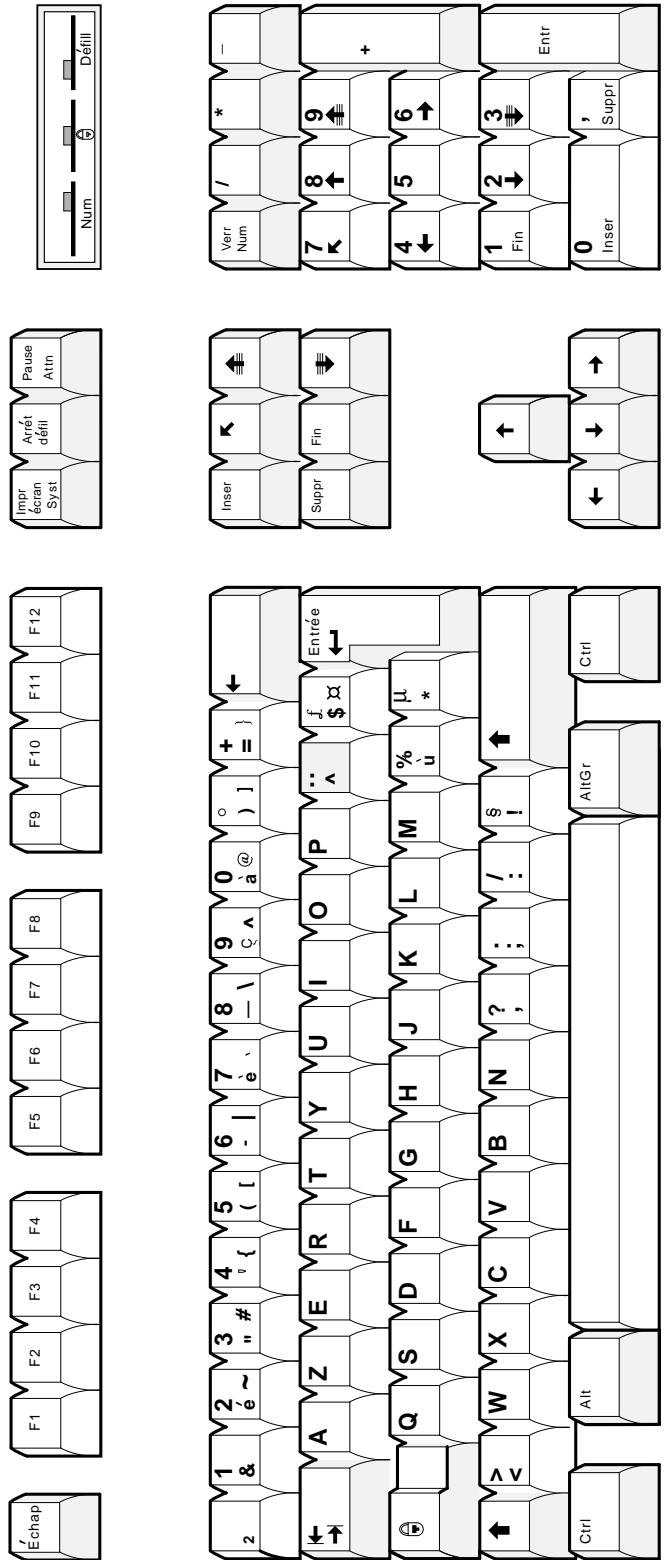 Échap F1 F2 F3 F4 F5 F6 F7 F8 F9 F10 F11 F12
Impr écran Syst
Arrêt défil
Pause Attn
Num Défill
²
1 &
2 é ~
3 " #
4 ' {
5 ( [
6 - |
7 è `
8 _ \
9 ç ^
0 à @
° ) ]
+ = }
←
Inser ↖
Verr Num
/ * –
A Z E R T Y U I O P
¨ ^
£ $ ¤
Entrée
Suppr Fin
7 ↖ 8 ↑ 9 +
Q S D F G H J K L M
% ù
µ *
4 ← 5 6 →
> <
W X C V B N
? ,
. ;
/ :
§ !
↑
1 Fin
2 ↓
3
Entr
Ctrl Alt AltGr Ctrl
← ↓ →
0 Inser
, Suppr